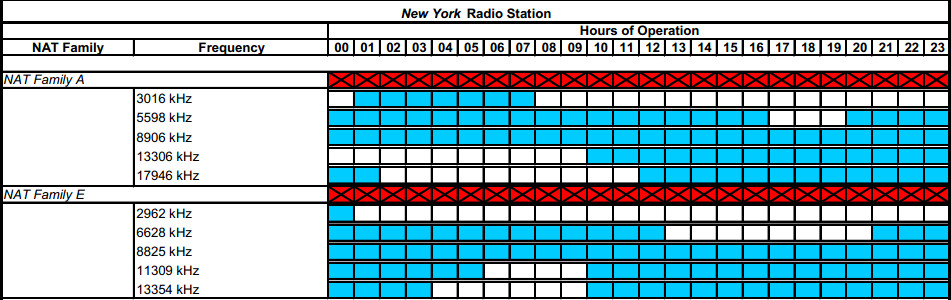 New York Radio Station
Hours of Operation
NAT Family Frequency 00 01 02 03 04 05 06 07 08 09 10 11 12 13 14 15 16 17 18 19 20 21 22 23
NAT Family A
3016 kHz
5598 kHz
8906 kHz
13306 kHz
17946 kHz
NAT Family E
2962 kHz
6628 kHz
8825 kHz
11309 kHz
13354 kHz